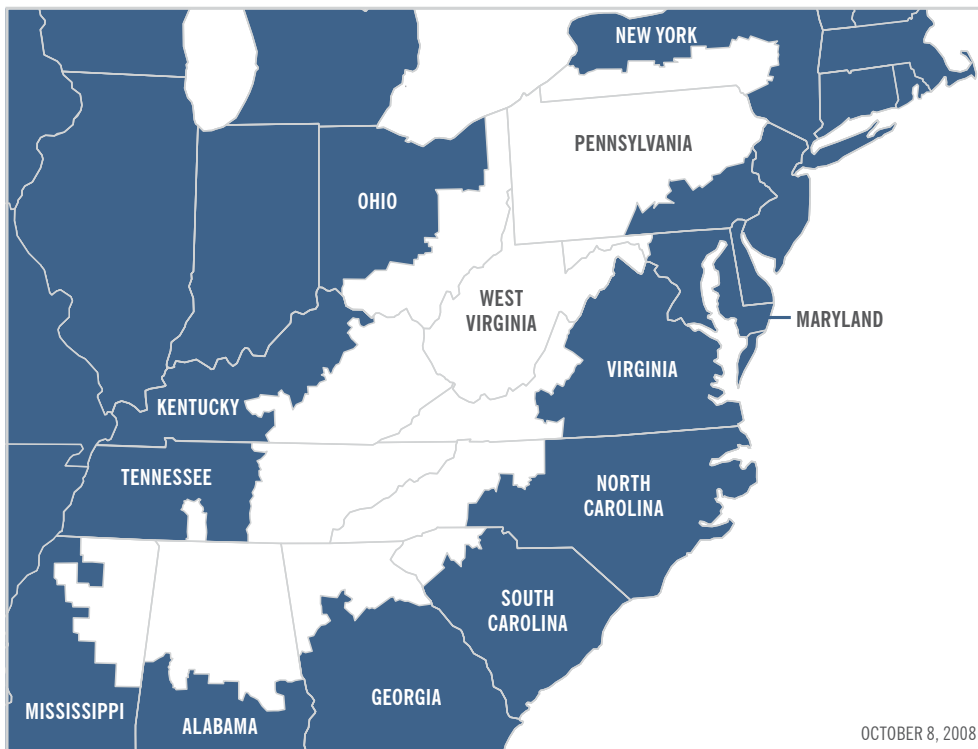 NEW YORK
PENNSYLVANIA
OHIO
WEST
VIRGINIA
MARYLAND
VIRGINIA
KENTUCKY
TENNESSEE
NORTH
CAROLINA
SOUTH
CAROLINA
GEORGIA
MISSISSIPPI
ALABAMA
OCTOBER 8, 2008